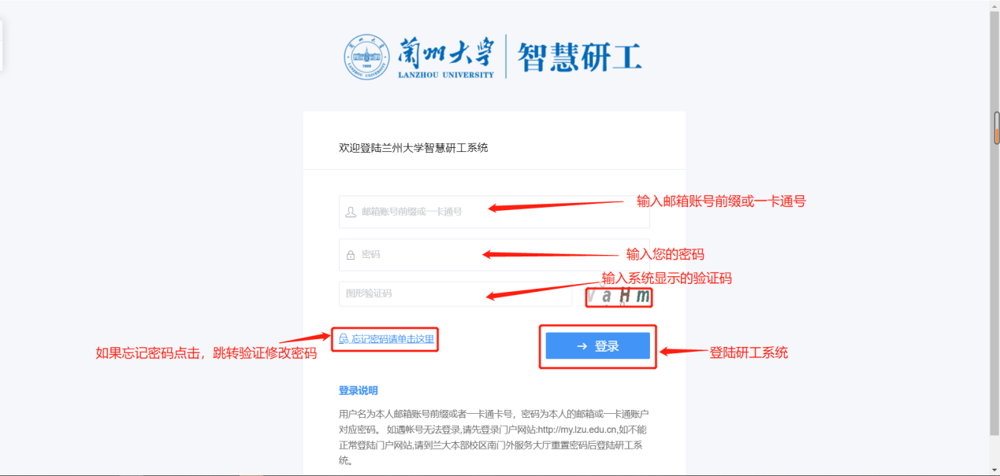 兰州大学
LANZHOU UNIVERSITY
智慧研工
欢迎登陆兰州大学智慧研工系统
邮箱账号前缀或一卡通号
输入邮箱账号前缀或一卡通号
密码
输入您的密码
输入系统显示的验证码
图形验证码
VaHm
忘记密码请单击这里
如果忘记密码点击，跳转验证修改密码
→ 登录
登陆研工系统
登录说明
用户名为本人邮箱账号前缀或者一卡通卡号，密码为本人的邮箱或一卡通账户
对应密码。 如遇帐号无法登录,请先登录门户网站:http://my.lzu.edu.cn,如不能
正常登陆门户网站,请到兰大本部校区南门外服务大厅重置密码后登陆研工系
统。